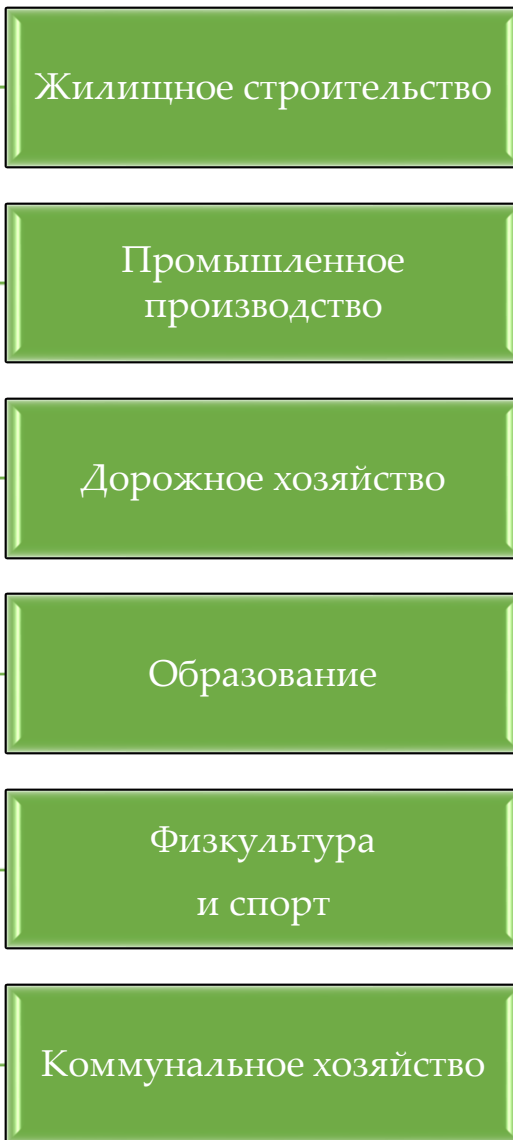 Жилищное строительство
Промышленное
производство
Дорожное хозяйство
Образование
Физкультура
и спорт
Коммунальное хозяйство